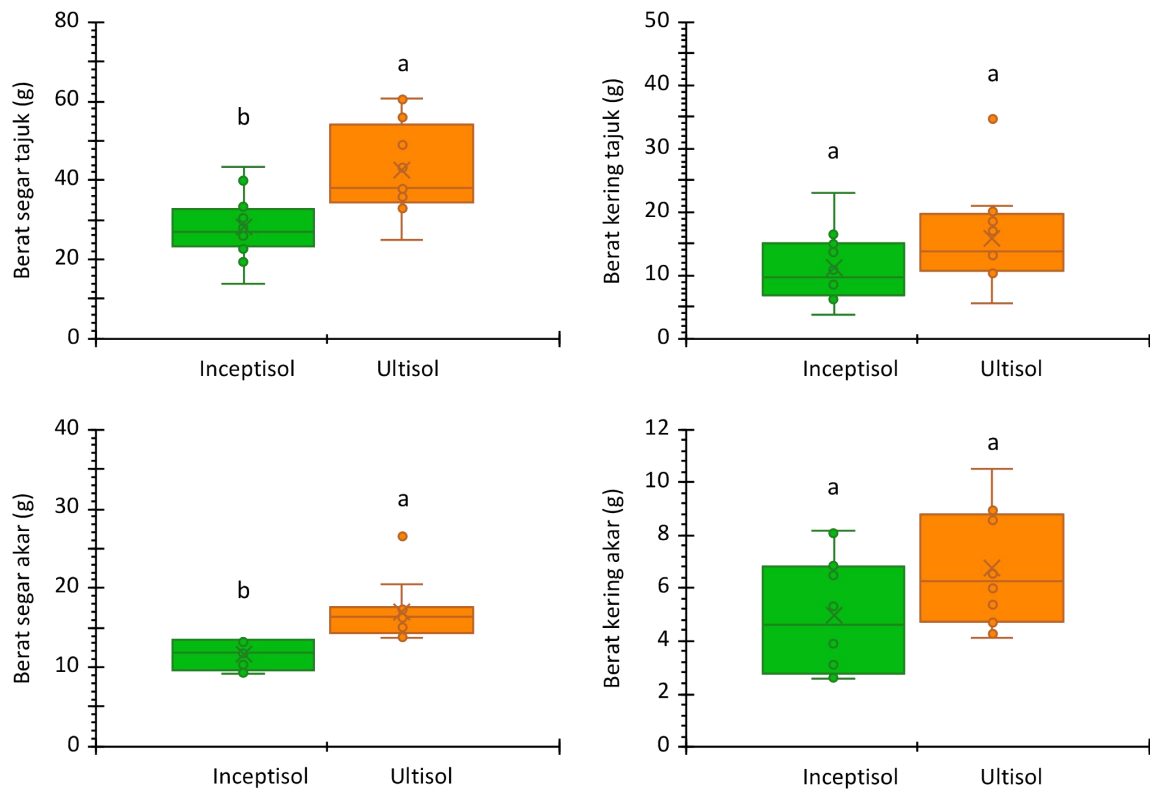 Berat segar tajuk (g)
80
60
40
20
0
b
a
Inceptisol
Ultisol
Berat kering tajuk (g)
50
40
30
20
10
0
a
a
Inceptisol
Ultisol
Berat segar akar (g)
40
30
20
10
0
b
a
Inceptisol
Ultisol
Berat kering akar (g)
12
10
8
6
4
2
0
a
a
Inceptisol
Ultisol